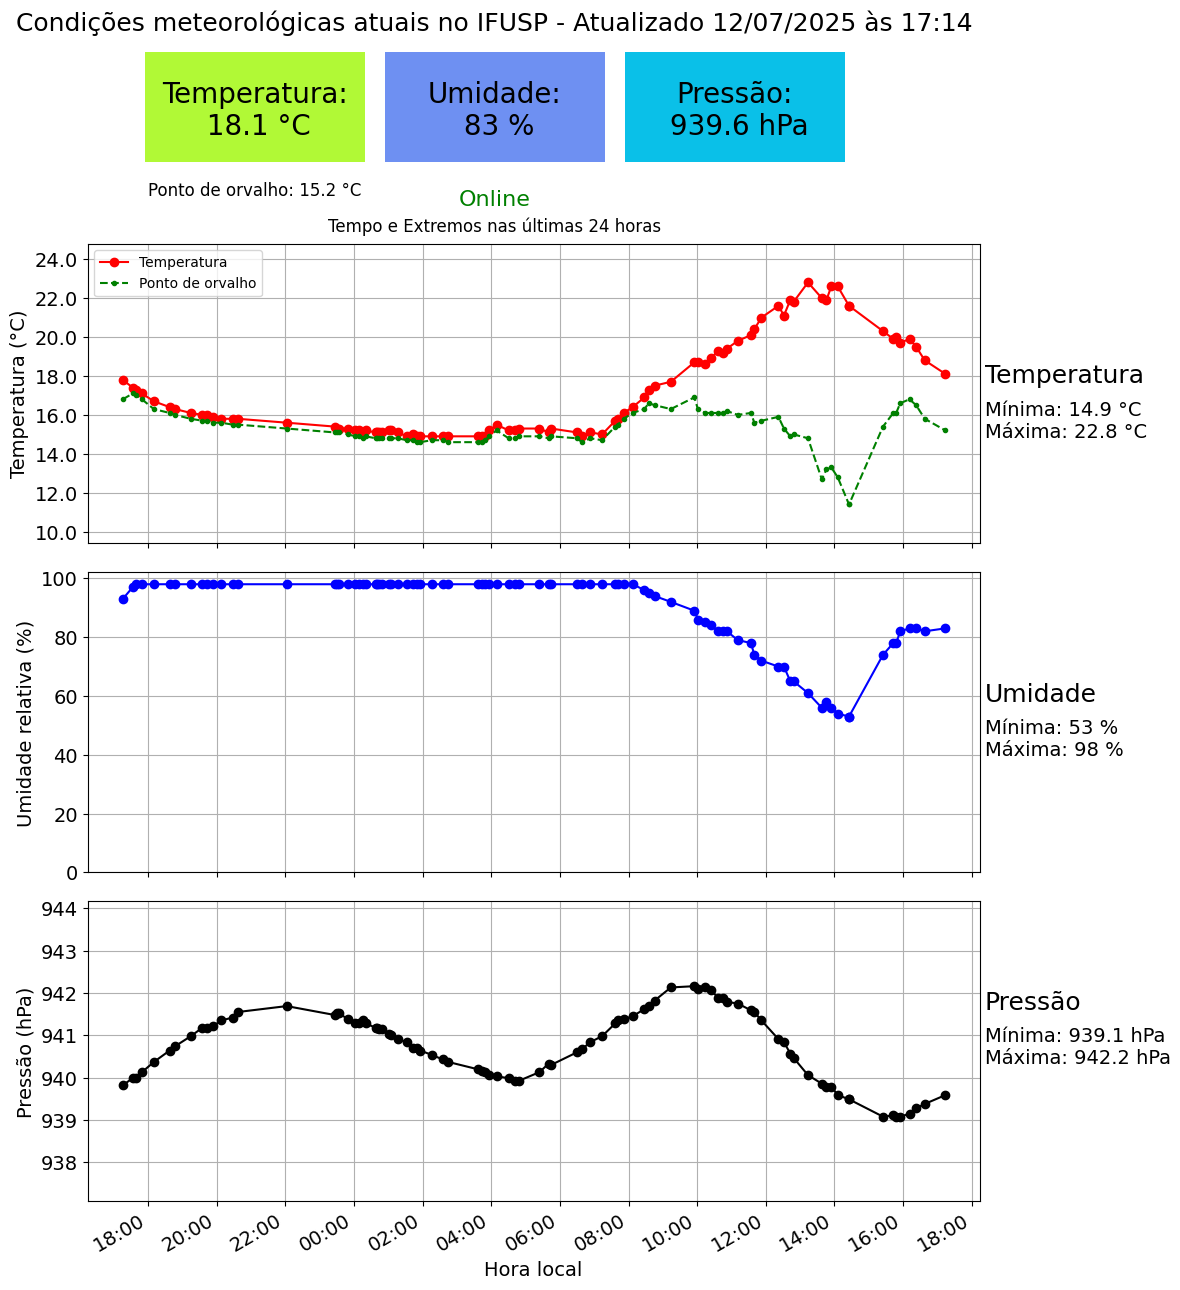 Condições meteorológicas atuais no IFUSP - Atualizado 12/07/2025 às 17:14
Temperatura:
18.1 °C
Umidade:
83 %
Pressão:
939.6 hPa
Ponto de orvalho: 15.2 °C
Online
Tempo e Extremos nas últimas 24 horas
Temperatura (°C)
24.0
22.0
20.0
18.0
16.0
14.0
12.0
10.0
Temperatura
Ponto de orvalho
Temperatura
Mínima: 14.9 °C
Máxima: 22.8 °C
Umidade relativa (%)
100
80
60
40
20
0
Umidade
Mínima: 53 %
Máxima: 98 %
Pressão (hPa)
944
943
942
941
940
939
938
Pressão
Mínima: 939.1 hPa
Máxima: 942.2 hPa
18:00 20:00 22:00 00:00 02:00 04:00 06:00 08:00 10:00 12:00 14:00 16:00 18:00
Hora local